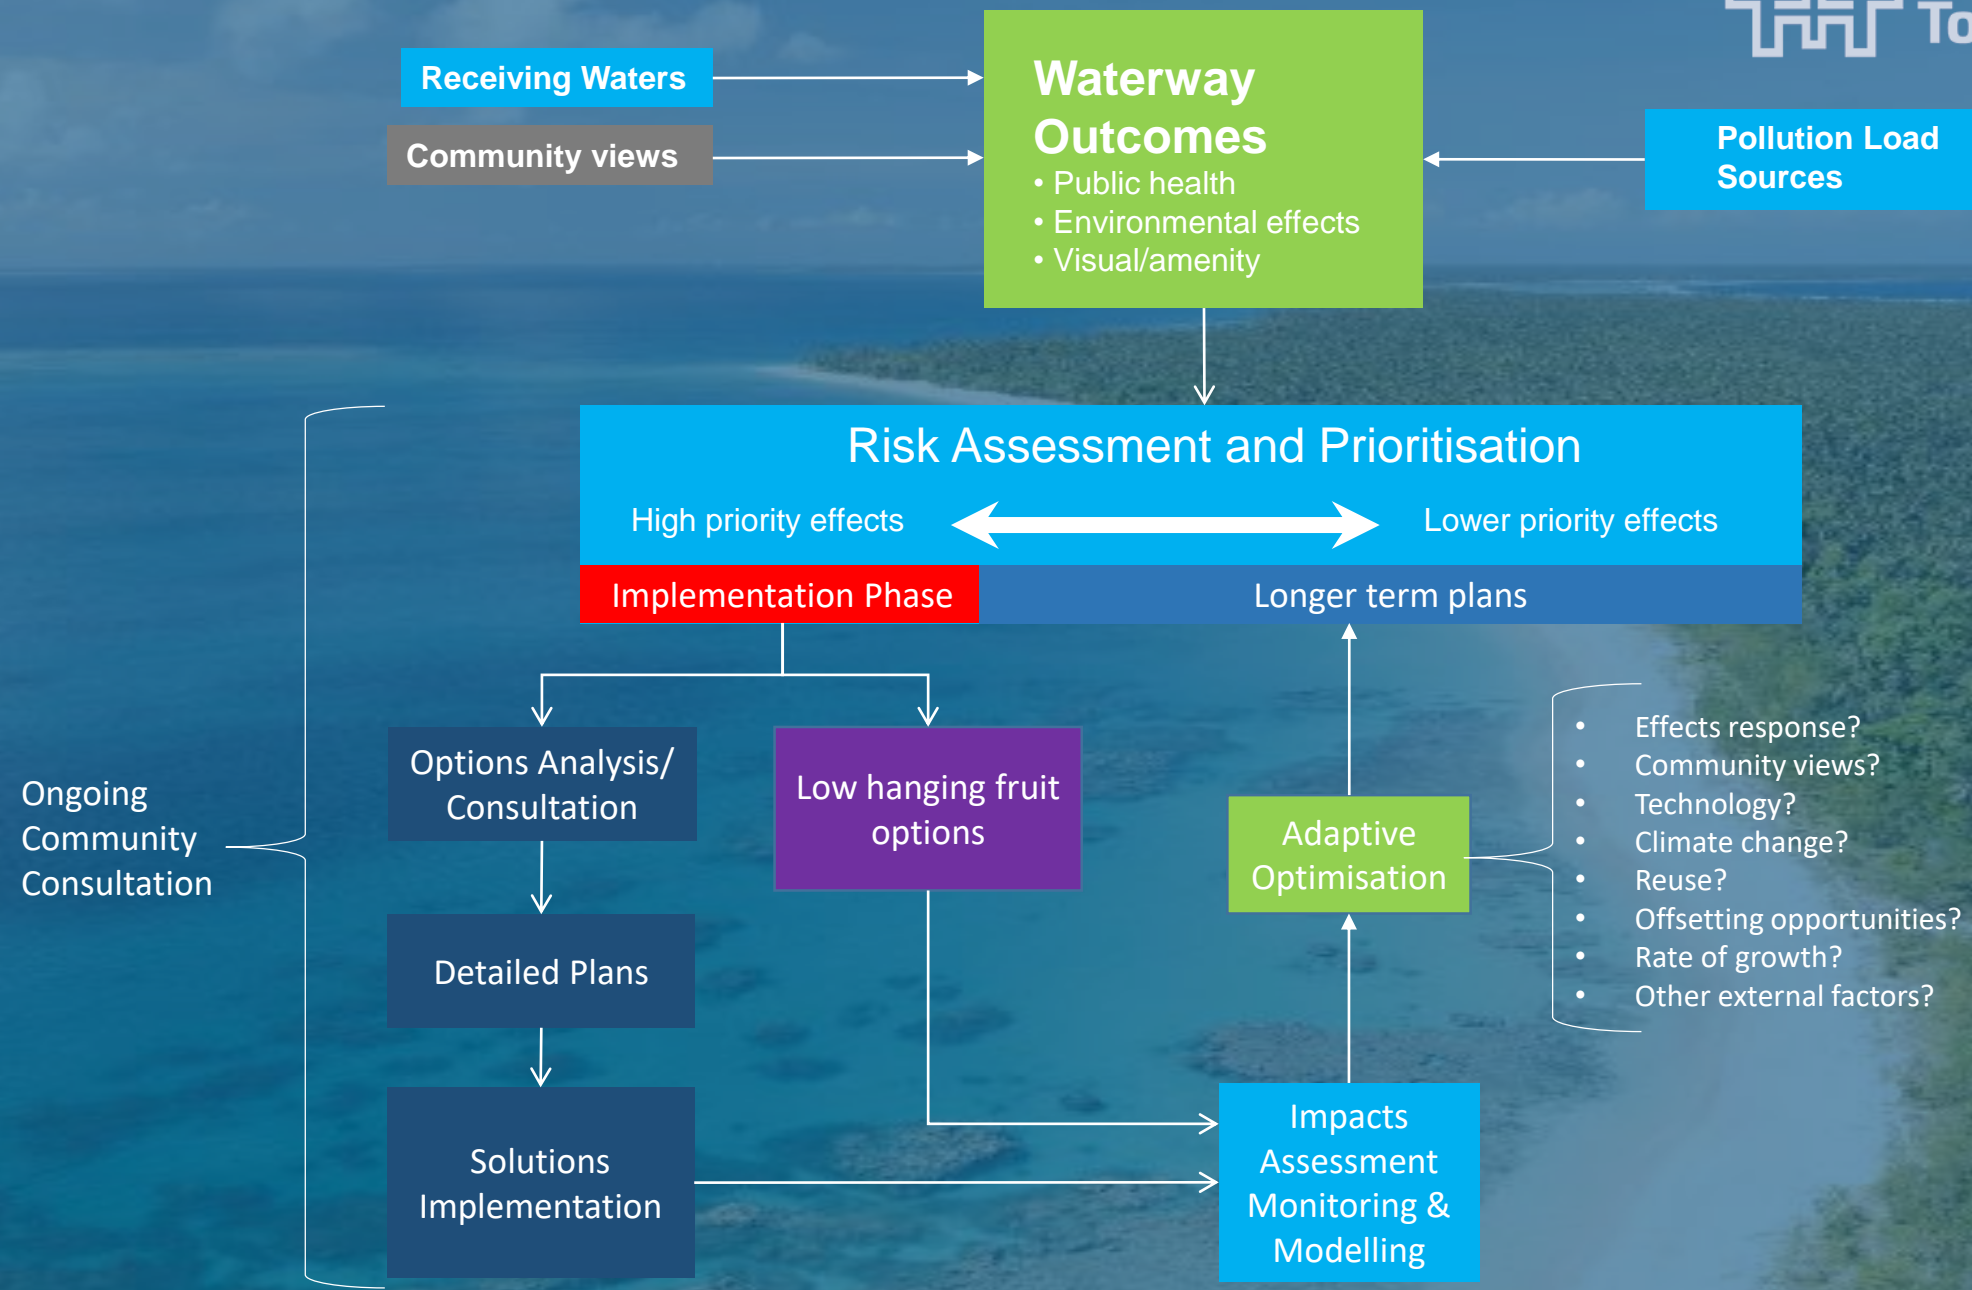 To
Receiving Waters
Community views
Waterway
Outcomes
• Public health
• Environmental effects
• Visual/amenity
Pollution Load
Sources
Risk Assessment and Prioritisation
High priority effects
Lower priority effects
Implementation Phase
Longer term plans
Ongoing
Community
Consultation
Options Analysis/
Consultation
Low hanging fruit
options
Detailed Plans
Solutions
Implementation
Adaptive
Optimisation
Impacts
Assessment
Monitoring &
Modelling
• Effects response?
• Community views?
• Technology?
• Climate change?
• Reuse?
• Offsetting opportunities?
• Rate of growth?
• Other external factors?